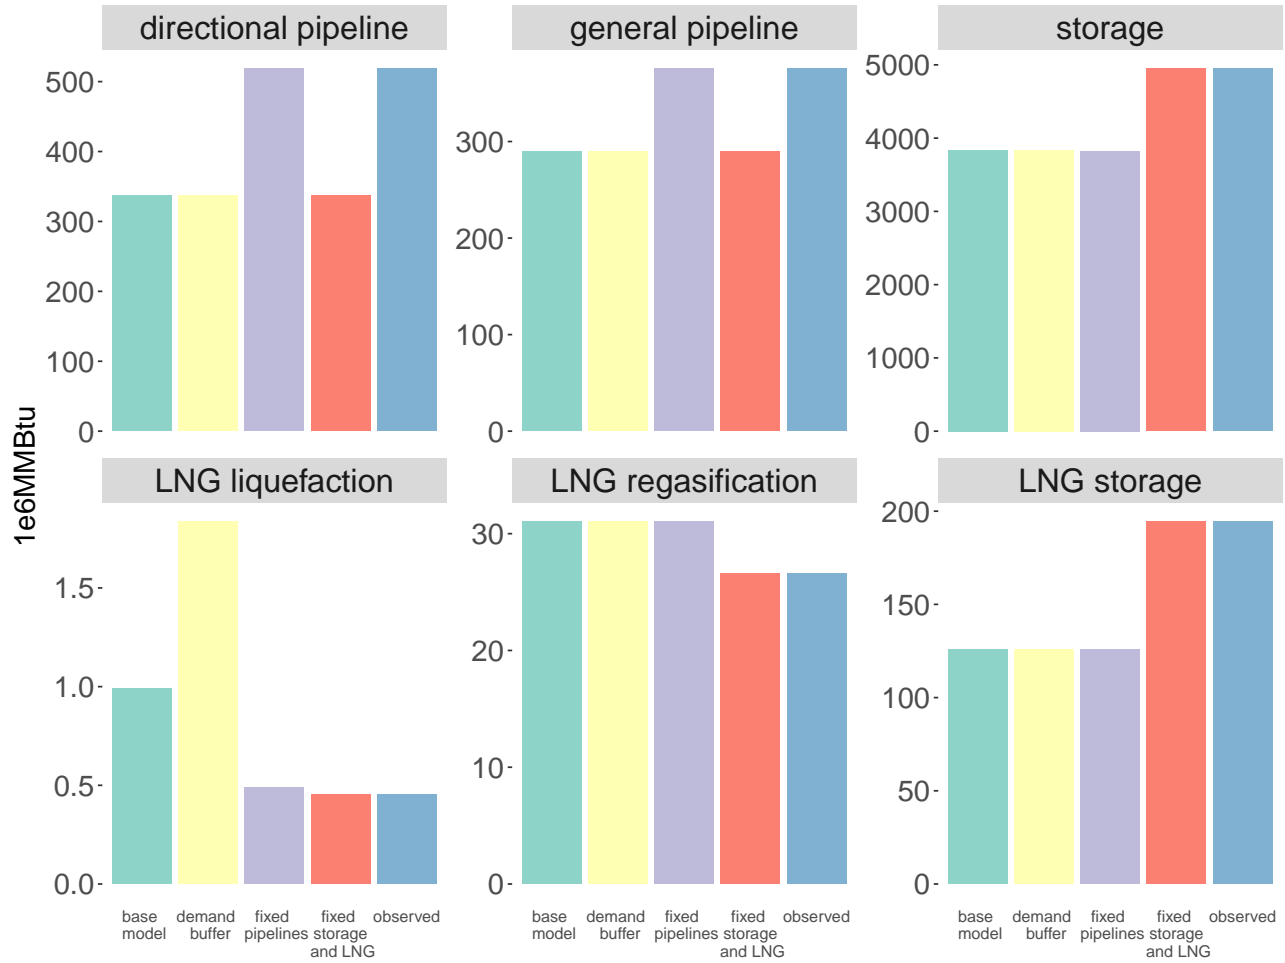 directional pipeline
general pipeline
storage
500
400
300
200
100
0
300
200
100
0
5000
4000
3000
2000
1000
0
1e6MMBtu
LNG liquefaction
LNG regasification
LNG storage
1.5
1.0
0.5
0.0
30
20
10
0
200
150
100
50
0
base
model
demand
buffer
fixed
pipelines
fixed
storage
and LNG
observed
base
model
demand
buffer
fixed
pipelines
fixed
storage
and LNG
observed
base
model
demand
buffer
fixed
pipelines
fixed
storage
and LNG
observed